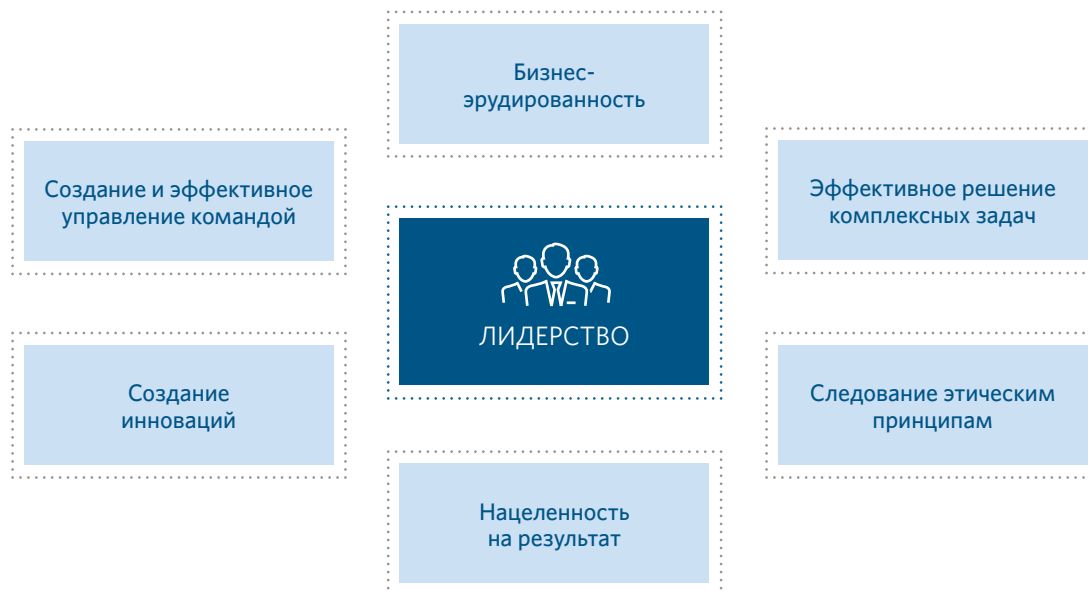 Бизнес-
эрудированность
Создание и эффективное
управление командой
Эффективное решение
комплексных задач
ЛИДЕРСТВО
Создание
инноваций
Следование этическим
принципам
Нацеленность
на результат